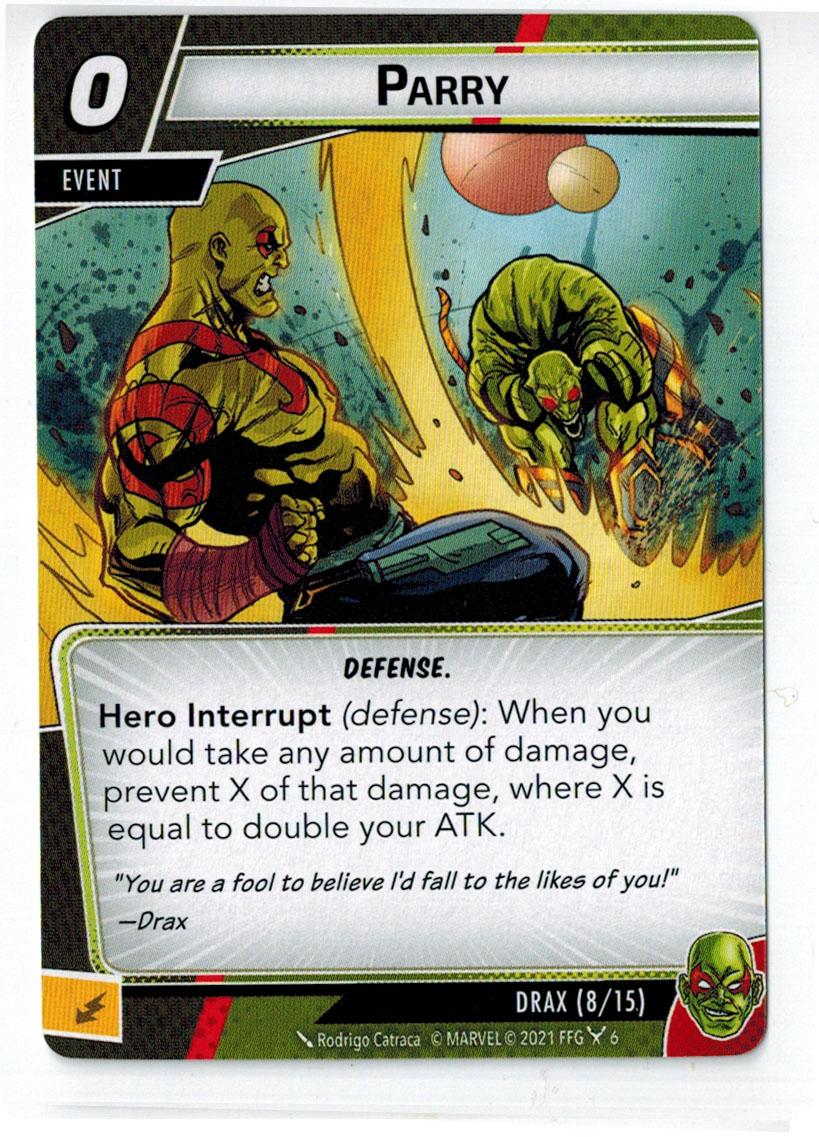 0
PARRY
EVENT
DEFENSE.
Hero Interrupt (defense): When you
would take any amount of damage,
prevent X of that damage, where X is
equal to double your ATK.
"You are a fool to believe I'd fall to the likes of you!"
—Drax
DRAX (8/15.)
Rodrigo Catraca © MARVEL © 2021 FFG 6